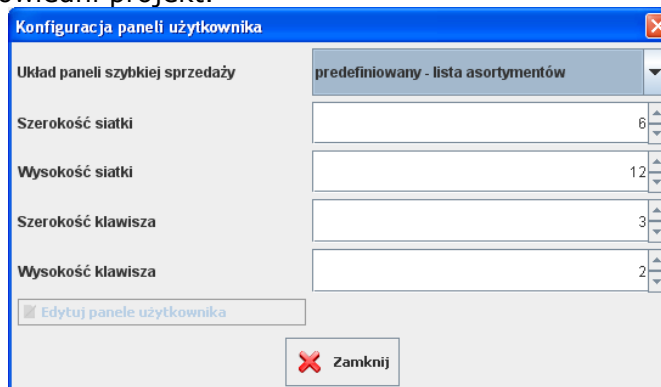 projekt.
Konfiguracja paneli użytkownika
Układ paneli szybkiej sprzedaży predefiniowany - lista asortymentów
Szerokość siatki 6
Wysokość siatki 12
Szerokość klawisza 3
Wysokość klawisza 2
Edytuj panele użytkownika
Zamknij